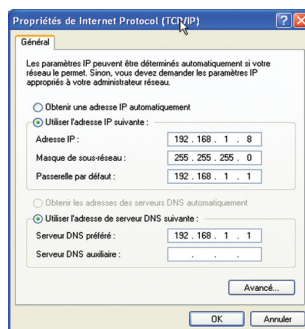 Propriétés de Internet Protocol (TCP/IP)
Général
Les paramètres IP peuvent être déterminés automatiquement si votre
réseau le permet. Sinon, vous devez demander les paramètres IP
appropriés à votre administrateur réseau.
Obtenir une adresse IP automatiquement
Utiliser l'adresse IP suivante :
Adresse IP : 192 . 168 . 1 . 8
Masque de sous-réseau : 255 . 255 . 255 . 0
Passerelle par défaut : 192 . 168 . 1 . 1
Obtenir les adresses des serveurs DNS automatiquement
Utiliser l'adresse de serveur DNS suivante :
Serveur DNS préféré : 192 . 168 . 1 . 1
Serveur DNS auxiliaire : . . .
Avancé...
OK Annuler